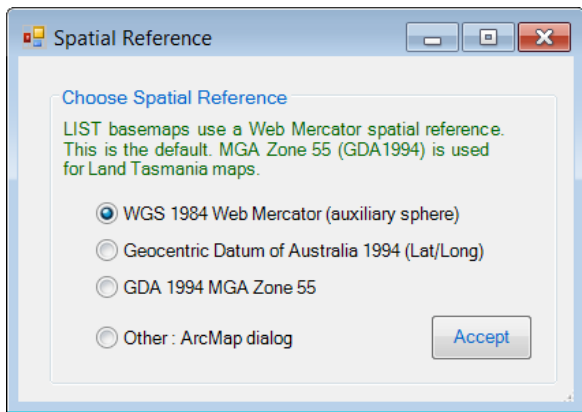 Spatial Reference
Choose Spatial Reference
LIST basemaps use a Web Mercator spatial reference.
This is the default. MGA Zone 55 (GDA1994) is used
for Land Tasmania maps.
WGS 1984 Web Mercator (auxiliary sphere)
Geocentric Datum of Australia 1994 (Lat/Long)
GDA 1994 MGA Zone 55
Other : ArcMap dialog
Accept